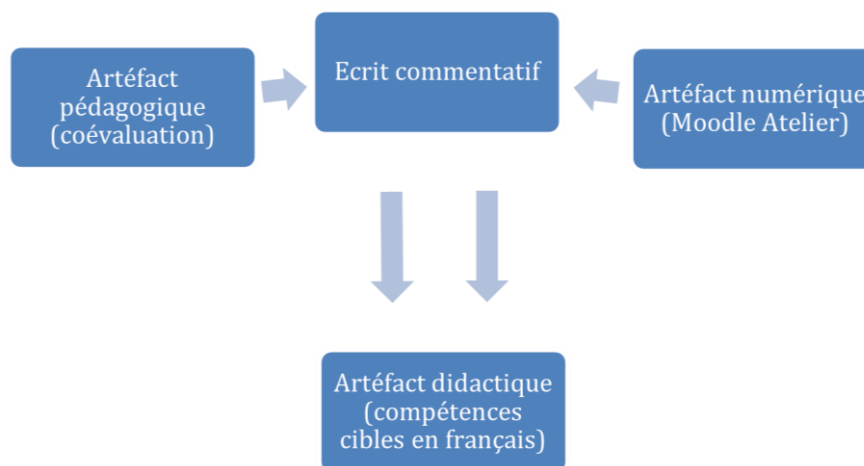 Artéfact
pédagogique
(coévaluation)
Ecrit commentatif
Artéfact numérique
(Moodle Atelier)
Artéfact didactique
(compétences
cibles en français)